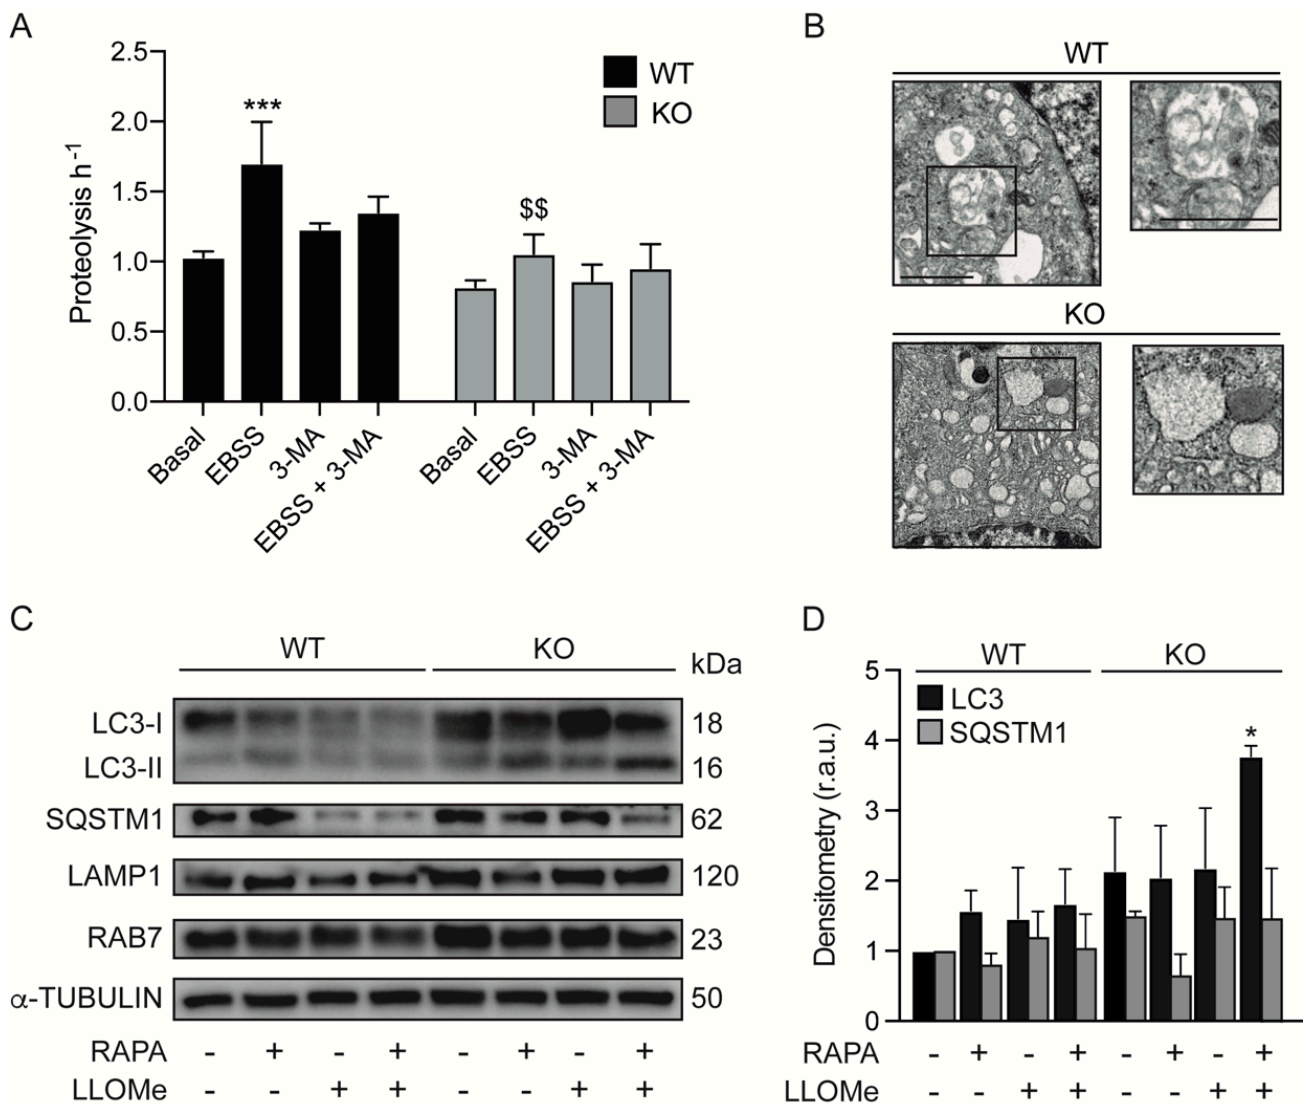 A
2.5
2.0
1.5
1.0
0.5
0.0
Proteolysis h-1
***
$$
WT
KO
Basal
EBSS
3-MA
EBSS + 3-MA
Basal
EBSS
3-MA
EBSS + 3-MA
B
WT
KO
C
WT KO kDa
LC3-I 18
LC3-II 16
SQSTM1 62
LAMP1 120
RAB7 23
α-TUBULIN 50
RAPA - + - + - + - +
LLOMe - - + + - - + +
D
WT KO
LC3
SQSTM1
*
5
4
3
2
1
0
Densitometry (r.a.u.)
RAPA - + - + - + - +
LLOMe - - + + - - + +